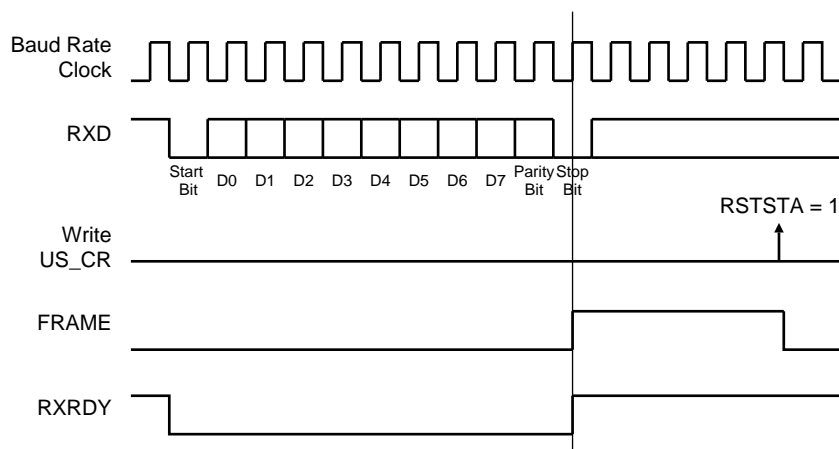 Baud Rate
Clock
RXD
Start
Bit
D0
D1
D2
D3
D4
D5
D6
D7
Parity
Bit
Stop
Bit
RSTSTA = 1
Write
US_CR
FRAME
RXRDY